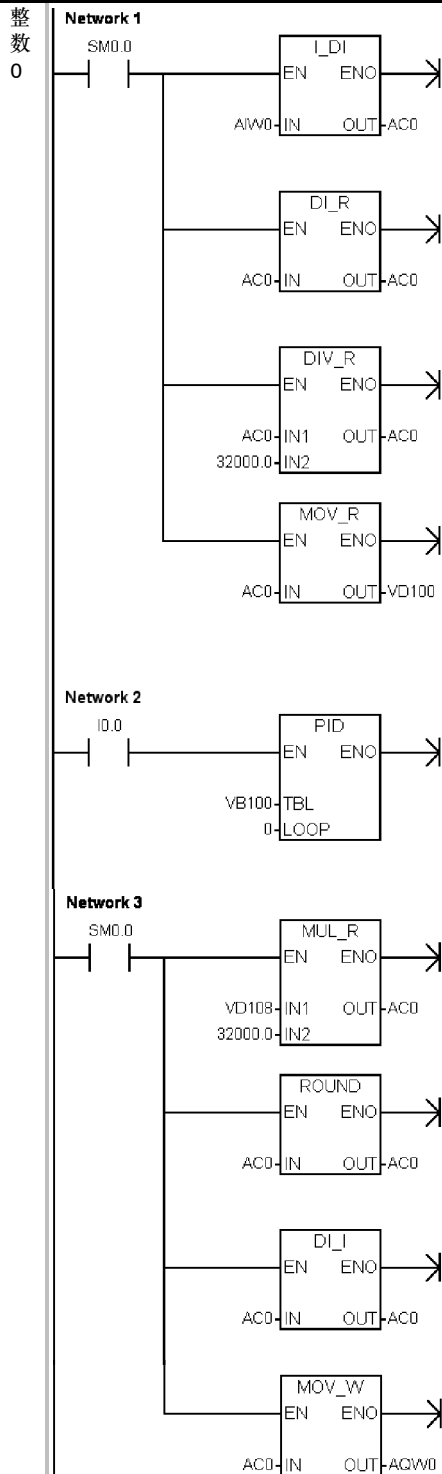 整
数
0
Network 1
SM0.0
I_DI
EN ENO
AIW0 IN OUT AC0
DI_R
EN ENO
AC0 IN OUT AC0
DIV_R
EN ENO
AC0 IN1 OUT AC0
32000.0 IN2
MOV_R
EN ENO
AC0 IN OUT VD100
Network 2
I0.0
PID
EN ENO
VB100 TBL
0 LOOP
Network 3
SM0.0
MUL_R
EN ENO
VD108 IN1 OUT AC0
32000.0 IN2
ROUND
EN ENO
AC0 IN OUT AC0
DI_I
EN ENO
AC0 IN OUT AC0
MOV_W
EN ENO
AC0 IN OUT AQW0